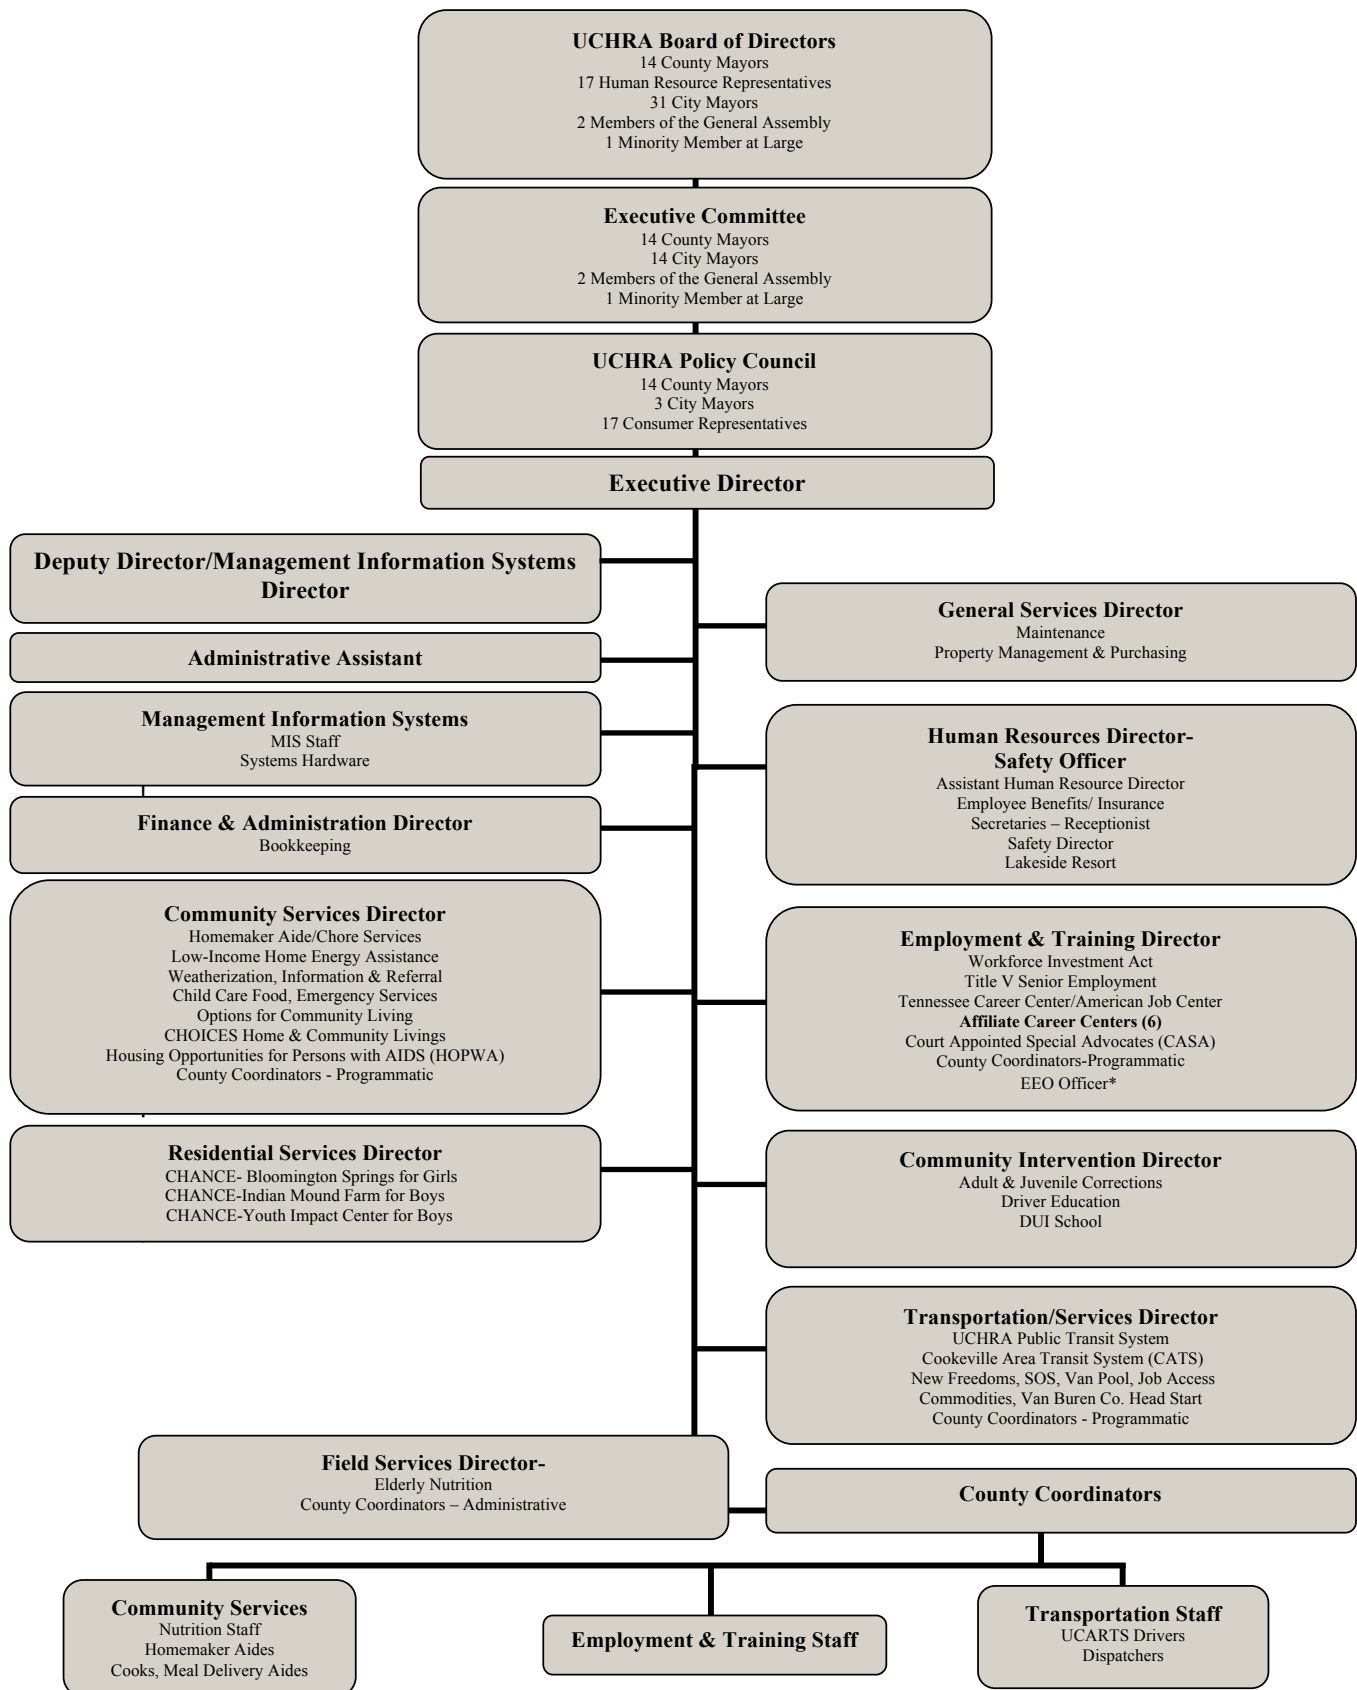 UCHRA Board of Directors
14 County Mayors
17 Human Resource Representatives
31 City Mayors
2 Members of the General Assembly
1 Minority Member at Large
Executive Committee
14 County Mayors
14 City Mayors
2 Members of the General Assembly
1 Minority Member at Large
UCHRA Policy Council
14 County Mayors
3 City Mayors
17 Consumer Representatives
Executive Director
Deputy Director/Management Information Systems
Director
Administrative Assistant
Management Information Systems
MIS Staff
Systems Hardware
Finance & Administration Director
Bookkeeping
Community Services Director
Homemaker Aide/Chore Services
Low-Income Home Energy Assistance
Weatherization, Information & Referral
Child Care Food, Emergency Services
Options for Community Living
CHOICES Home & Community Livings
Housing Opportunities for Persons with AIDS (HOPWA)
County Coordinators - Programmatic
Residential Services Director
CHANCE- Bloomington Springs for Girls
CHANCE-Indian Mound Farm for Boys
CHANCE-Youth Impact Center for Boys
General Services Director
Maintenance
Property Management & Purchasing
Human Resources Director-
Safety Officer
Assistant Human Resource Director
Employee Benefits/ Insurance
Secretaries – Receptionist
Safety Director
Lakeside Resort
Employment & Training Director
Workforce Investment Act
Title V Senior Employment
Tennessee Career Center/American Job Center
Affiliate Career Centers (6)
Court Appointed Special Advocates (CASA)
County Coordinators-Programmatic
EEO Officer*
Community Intervention Director
Adult & Juvenile Corrections
Driver Education
DUI School
Transportation/Services Director
UCHRA Public Transit System
Cookeville Area Transit System (CATS)
New Freedoms, SOS, Van Pool, Job Access
Commodities, Van Buren Co. Head Start
County Coordinators - Programmatic
Field Services Director-
Elderly Nutrition
County Coordinators – Administrative
County Coordinators
Community Services
Nutrition Staff
Homemaker Aides
Cooks, Meal Delivery Aides
Employment & Training Staff
Transportation Staff
UCARTS Drivers
Dispatchers